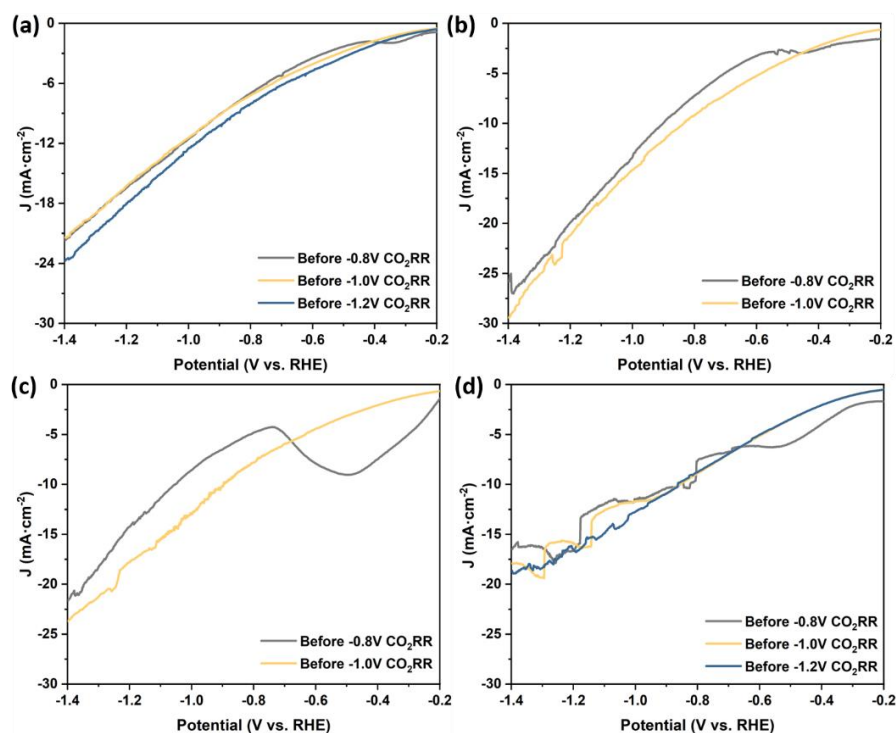 (a)
0
-6
-12
-18
-24
-30
J (mA·cm⁻²)
Before -0.8V CO₂RR
Before -1.0V CO₂RR
Before -1.2V CO₂RR
-1.4 -1.2 -1.0 -0.8 -0.6 -0.4 -0.2
Potential (V vs. RHE)
(b)
0
-5
-10
-15
-20
-25
-30
J (mA·cm⁻²)
Before -0.8V CO₂RR
Before -1.0V CO₂RR
-1.4 -1.2 -1.0 -0.8 -0.6 -0.4 -0.2
Potential (V vs. RHE)
(c)
0
-5
-10
-15
-20
-25
-30
J (mA·cm⁻²)
Before -0.8V CO₂RR
Before -1.0V CO₂RR
-1.4 -1.2 -1.0 -0.8 -0.6 -0.4 -0.2
Potential (V vs. RHE)
(d)
0
-5
-10
-15
-20
-25
-30
J (mA·cm⁻²)
Before -0.8V CO₂RR
Before -1.0V CO₂RR
Before -1.2V CO₂RR
-1.4 -1.2 -1.0 -0.8 -0.6 -0.4 -0.2
Potential (V vs. RHE)